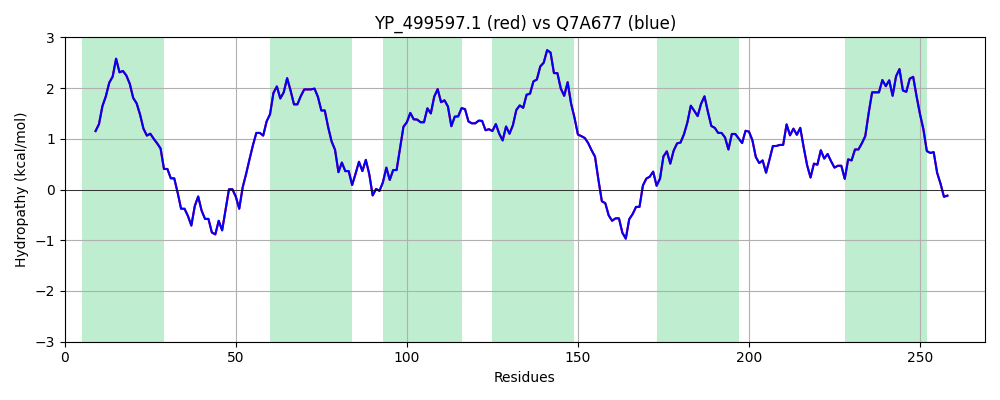 YP_499597.1 (red) vs Q7A677 (blue)
Hydropathy (kcal/mol)
3
2
1
0
−1
−2
−3
0 50 100 150 200 250
Residues